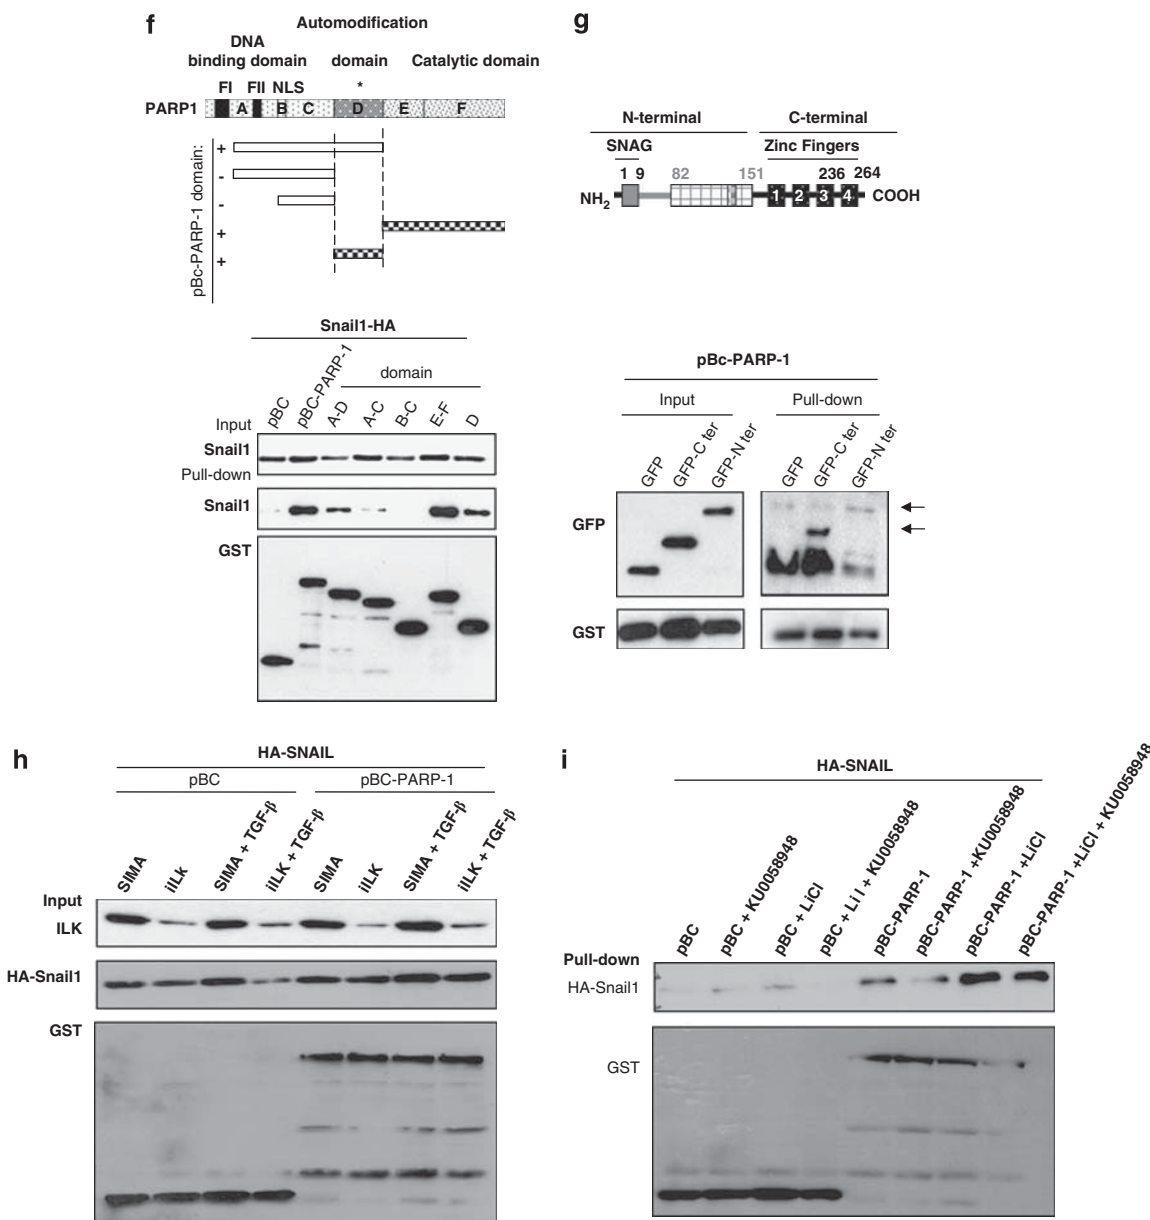 f
Automodification
DNA
binding domain
domain
Catalytic domain
FI
FII
NLS
*
PARP1
A
B
C
D
E
F
pBc-PARP-1 domain:
+
-
-
+
+
Snail1-HA
domain
pBC
pBC-PARP-1
A-D
A-C
B-C
E-F
D
Input
Snail1
Pull-down
Snail1
GST
g
N-terminal
C-terminal
SNAG
Zinc Fingers
1 9
82
151
236
264
NH2
1
2
3
4
COOH
pBc-PARP-1
Input
Pull-down
GFP
GFP-C ter
GFP-N ter
GFP
GFP-C ter
GFP-N ter
GFP
GST
h
HA-SNAIL
pBC
pBC-PARP-1
SIMA
iILK
SIMA + TGF-β
iILK + TGF-β
SIMA
iILK
SIMA + TGF-β
iILK + TGF-β
Input
ILK
HA-Snail1
GST
i
HA-SNAIL
pBC
pBC + KU0058948
pBC + LiCl
pBC + Li l + KU0058948
pBC-PARP-1
pBC-PARP-1 +KU0058948
pBC-PARP-1 +LiCl
pBC-PARP-1 +LiCl + KU0058948
Pull-down
HA-Snail1
GST